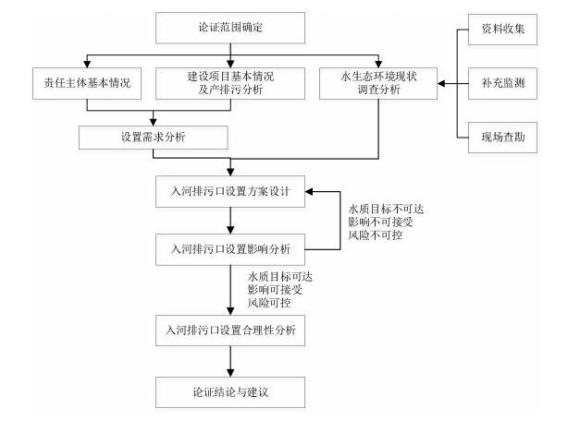 论证范围确定
资料收集
责任主体基本情况
建设项目基本情况
及产排污分析
水生态环境现状
调查分析
补充监测
设置需求分析
现场查勘
入河排污口设置方案设计
水质目标不可达
影响不可接受
风险不可控
入河排污口设置影响分析
水质目标可达
影响可接受
风险可控
入河排污口设置合理性分析
论证结论与建议